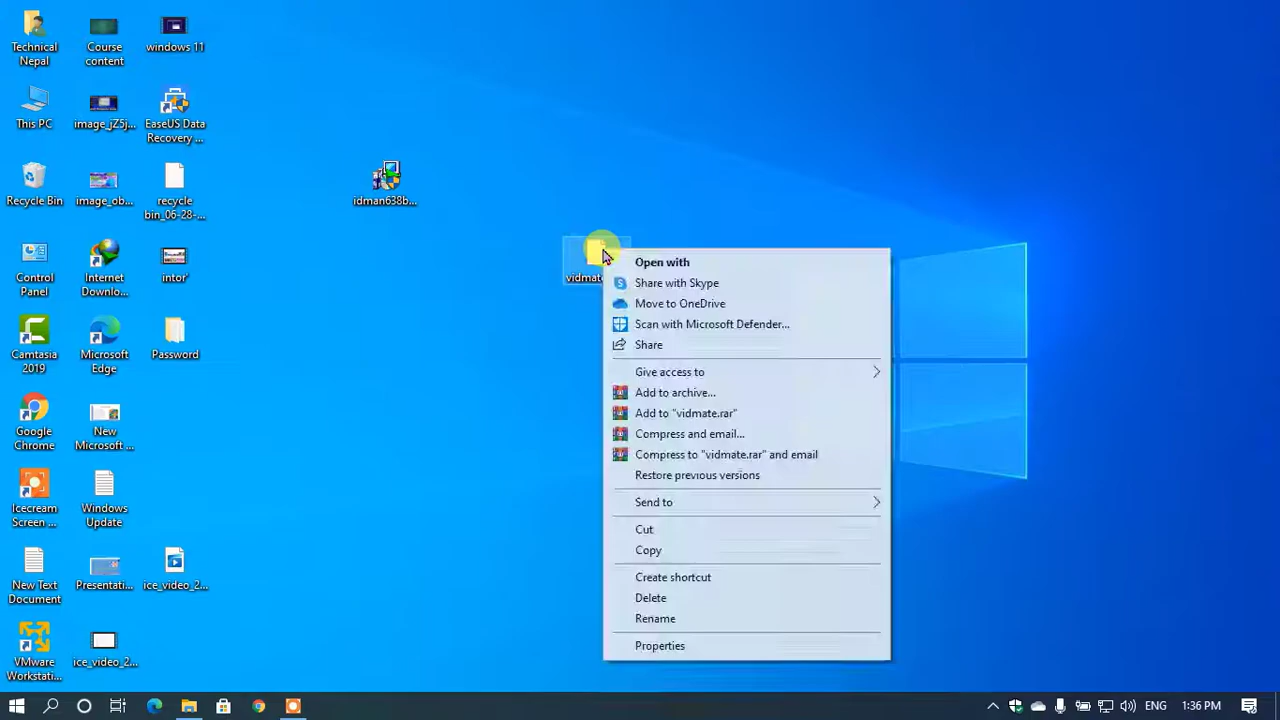 Technical
Nepal
Course
content
windows 11
This PC
image_jZ5j...
EaseUS Data
Recovery ...
Recycle Bin
image_ob...
recycle
bin_06-28-...
idman638b...
Control
Panel
Internet
Downlo...
intor'
vidmate
Camtasia
2019
Microsoft
Edge
Password
Google
Chrome
New
Microsoft ...
Icecream
Screen ...
Windows
Update
New Text
Document
Presentati...
ice_video_2...
VMware
Workstati...
ice_video_2...
Open with
Share with Skype
Move to OneDrive
Scan with Microsoft Defender...
Share
Give access to
Add to archive...
Add to "vidmate.rar"
Compress and email...
Compress to "vidmate.rar" and email
Restore previous versions
Send to
Cut
Copy
Create shortcut
Delete
Rename
Properties
ENG
1:36 PM